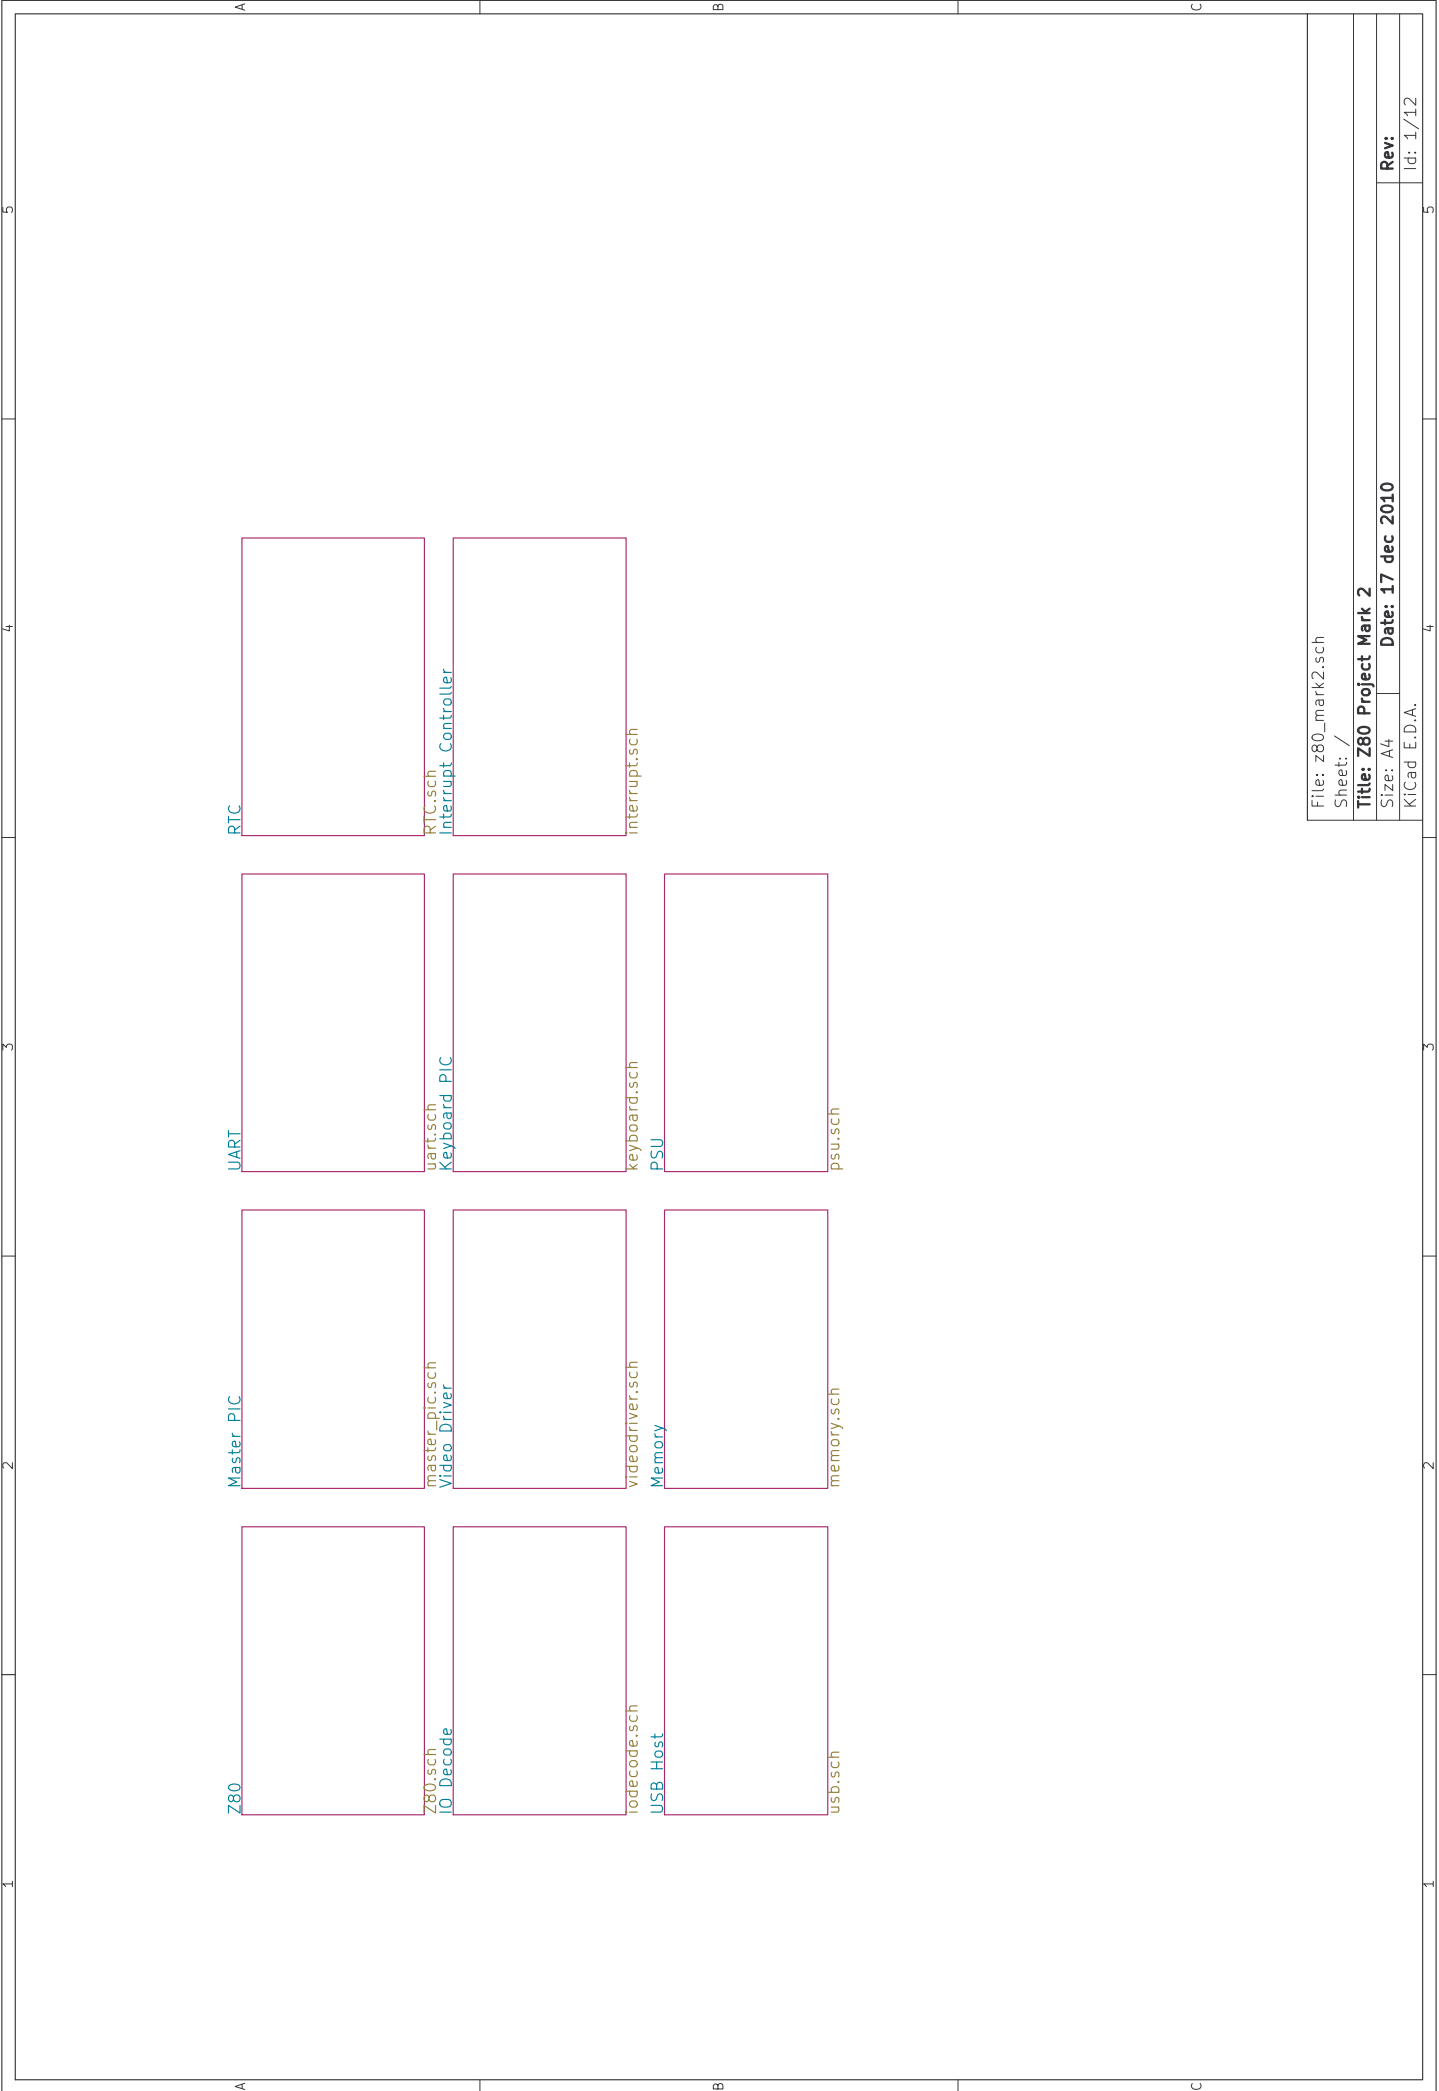 1 2 3 4 5
A A
Z80 Master PIC UART RTC
Z80.sch master_pic.sch uart.sch RTC.sch
IO Decode Video Driver Keyboard PIC Interrupt Controller
iodecode.sch videodriver.sch keyboard.sch interrupt.sch
B B
USB Host Memory PSU
usb.sch memory.sch psu.sch
C C
File: z80_mark2.sch
Sheet: /
Title: Z80 Project Mark 2
Size: A4 Date: 17 dec 2010 Rev:
KiCad E.D.A. Id: 1/12
1 2 3 4 5